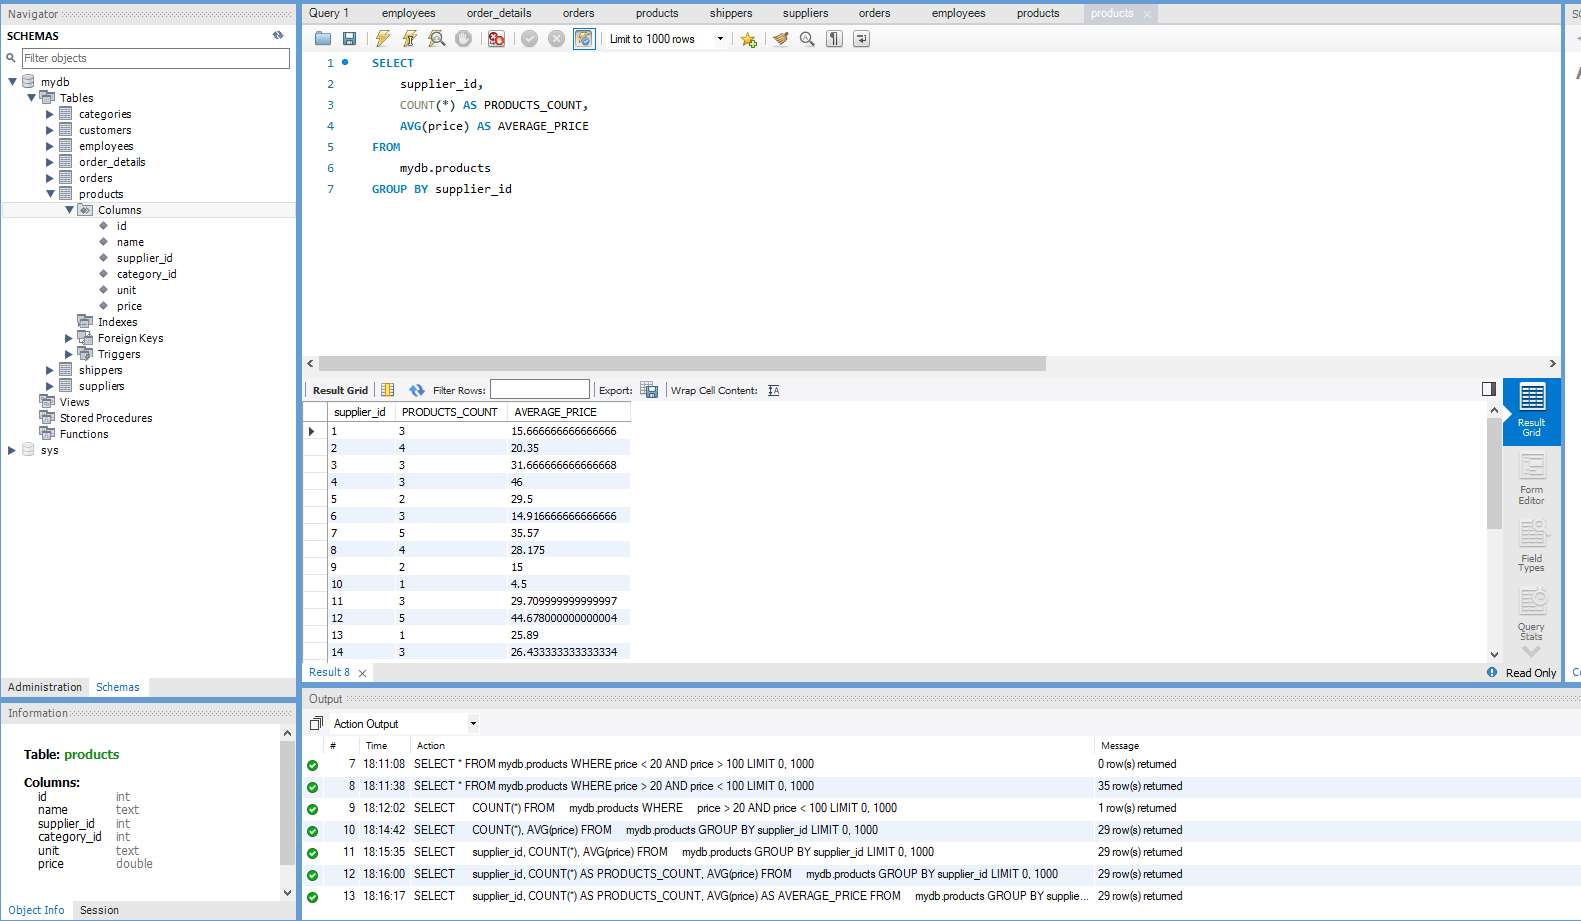 Navigator
SCHEMAS
Filter objects
mydb
Tables
categories
customers
employees
order_details
orders
products
Columns
id
name
supplier_id
category_id
unit
price
Indexes
Foreign Keys
Triggers
shippers
suppliers
Views
Stored Procedures
Functions
sys
Administration Schemas
Information
Table: products
Columns:
id int
name text
supplier_id int
category_id int
unit text
price double
Object Info Session
Query 1 employees order_details orders products shippers suppliers orders employees products products
Limit to 1000 rows
1 SELECT
2 supplier_id,
3 COUNT(*) AS PRODUCTS_COUNT,
4 AVG(price) AS AVERAGE_PRICE
5 FROM
6 mydb.products
7 GROUP BY supplier_id
Result Grid Filter Rows: Export: Wrap Cell Content:
supplier_id PRODUCTS_COUNT AVERAGE_PRICE
1 3 15.666666666666666
2 4 20.35
3 3 31.666666666666668
4 3 46
5 2 29.5
6 3 14.916666666666666
7 5 35.57
8 4 28.175
9 2 15
10 1 4.5
11 3 29.709999999999997
12 5 44.678000000000004
13 1 25.89
14 3 26.433333333333334
Result Grid
Form Editor
Field Types
Query Stats
Result 8 Read Only
Output
Action Output
# Time Action Message
7 18:11:08 SELECT * FROM mydb.products WHERE price < 20 AND price > 100 LIMIT 0, 1000 0 row(s) returned
8 18:11:38 SELECT * FROM mydb.products WHERE price > 20 AND price < 100 LIMIT 0, 1000 35 row(s) returned
9 18:12:02 SELECT COUNT(*) FROM mydb.products WHERE price > 20 AND price < 100 LIMIT 0, 1000 1 row(s) returned
10 18:14:42 SELECT COUNT(*), AVG(price) FROM mydb.products GROUP BY supplier_id LIMIT 0, 1000 29 row(s) returned
11 18:15:35 SELECT supplier_id, COUNT(*), AVG(price) FROM mydb.products GROUP BY supplier_id LIMIT 0, 1000 29 row(s) returned
12 18:16:00 SELECT supplier_id, COUNT(*) AS PRODUCTS_COUNT, AVG(price) FROM mydb.products GROUP BY supplier_id LIMIT 0, 1000 29 row(s) returned
13 18:16:17 SELECT supplier_id, COUNT(*) AS PRODUCTS_COUNT, AVG(price) AS AVERAGE_PRICE FROM mydb.products GROUP BY supplie... 29 row(s) returned